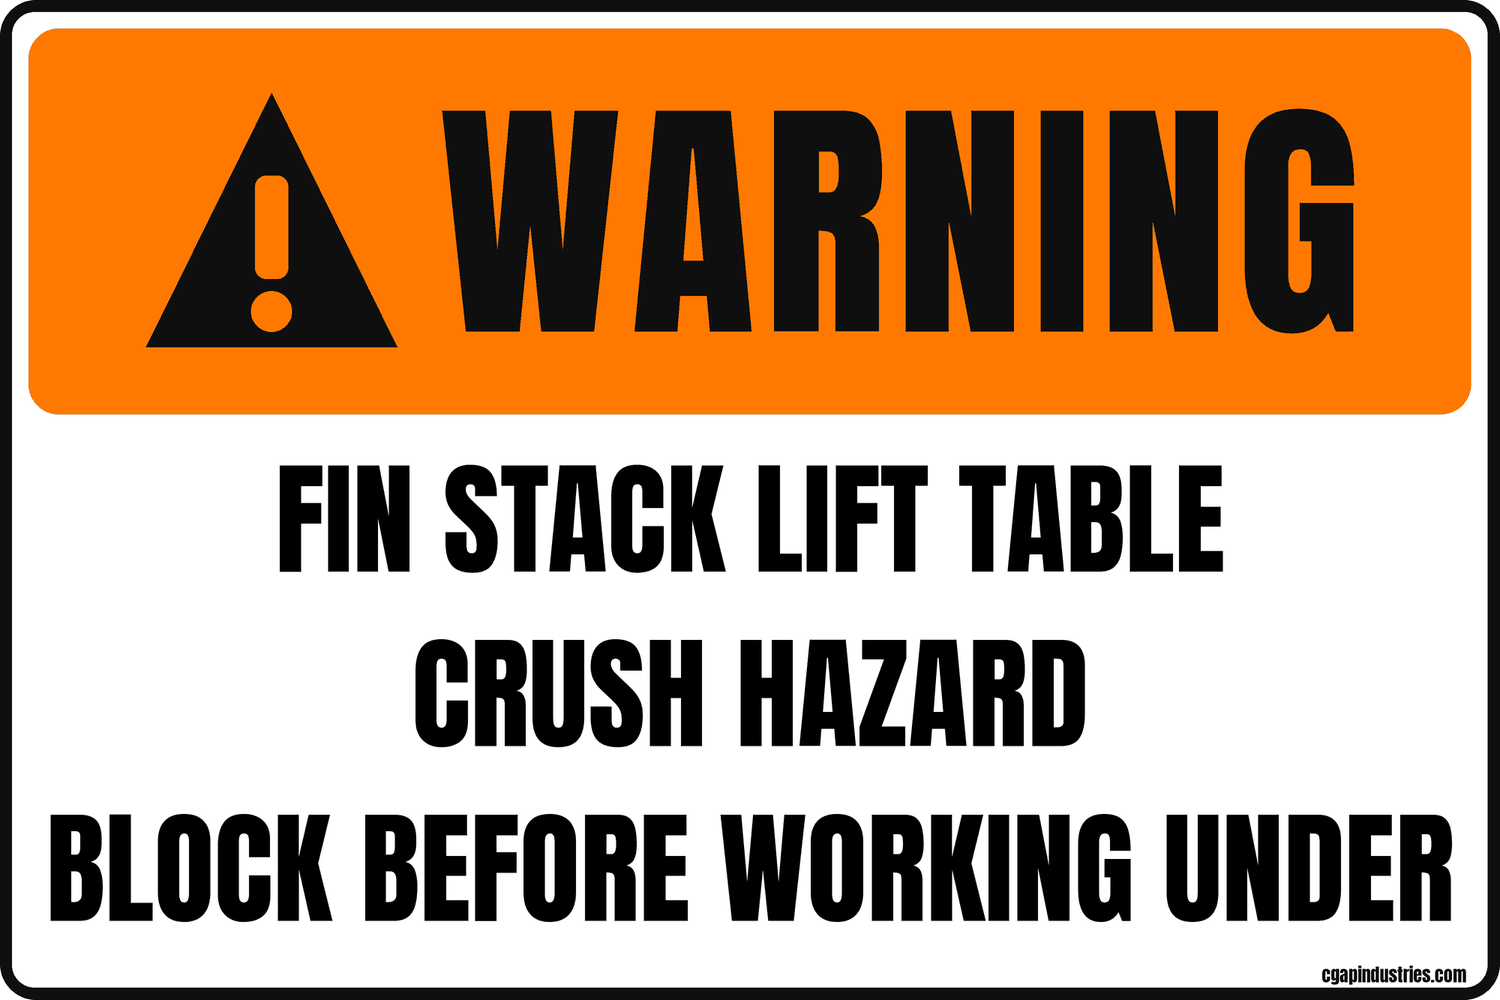 WARNING
FIN STACK LIFT TABLE
CRUSH HAZARD
BLOCK BEFORE WORKING UNDER
cgapindustries.com